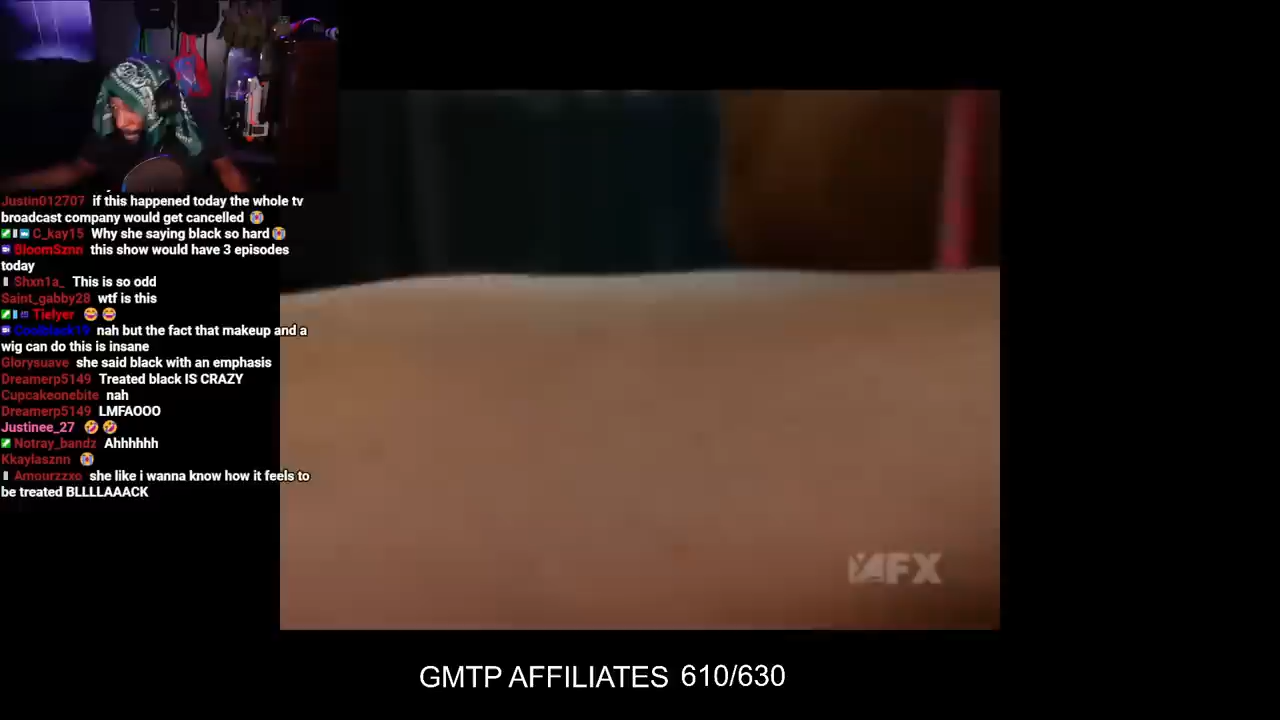 Justin012707 if this happened today the whole tv
broadcast company would get cancelled 😭
C_kay15 Why she saying black so hard😭
BloomSznn this show would have 3 episodes
today
Shxn1a_ This is so odd
Saint_gabby28 wtf is this
Tielyer 😂 😂
Coolblack19 nah but the fact that makeup and a
wig can do this is insane
Glorysuave she said black with an emphasis
Dreamerp5149 Treated black IS CRAZY
Cupcakeonebite nah
Dreamerp5149 LMFAOOO
Justinee_27 🤣 🤣
Notray_bandz Ahhhhhh
Kkaylasznn 😭
Amourzzxo she like i wanna know how it feels to
be treated BLLLLAAACK
FX
GMTP AFFILIATES 610/630